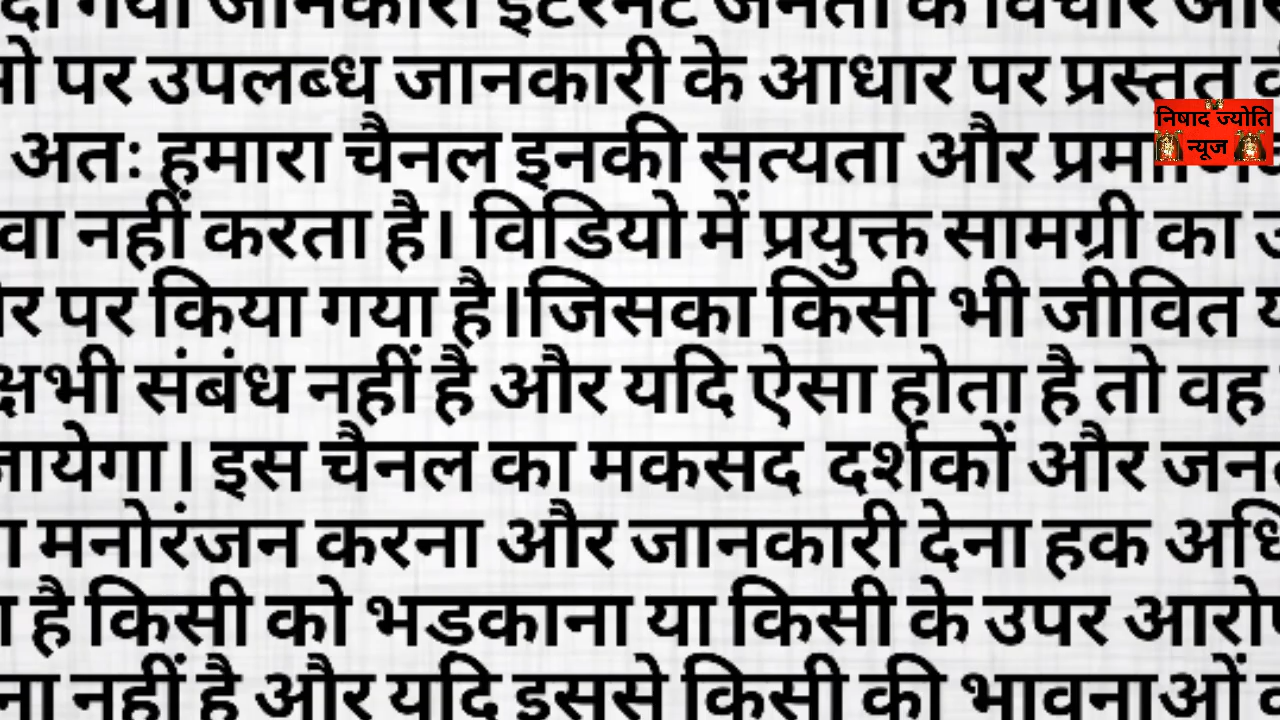 गया जानकारी इंटरनेट जनता के विचार
पर उपलब्ध जानकारी के आधार पर प्रस्तुत
अतः हमारा चैनल इनकी सत्यता और
नहीं करता है। विडियो में प्रयुक्त सामग्री का
पर किया गया है।जिसका किसी भी जीवित
संबंध नहीं है और यदि ऐसा होता है तो वह
जायेगा। इस चैनल का मकसद दर्शकों और
मनोरंजन करना और जानकारी देना हक
है किसी को भड़काना या किसी के उपर
नहीं है और यदि इससे किसी की भावनाओं
निषाद ज्योति
न्यूज